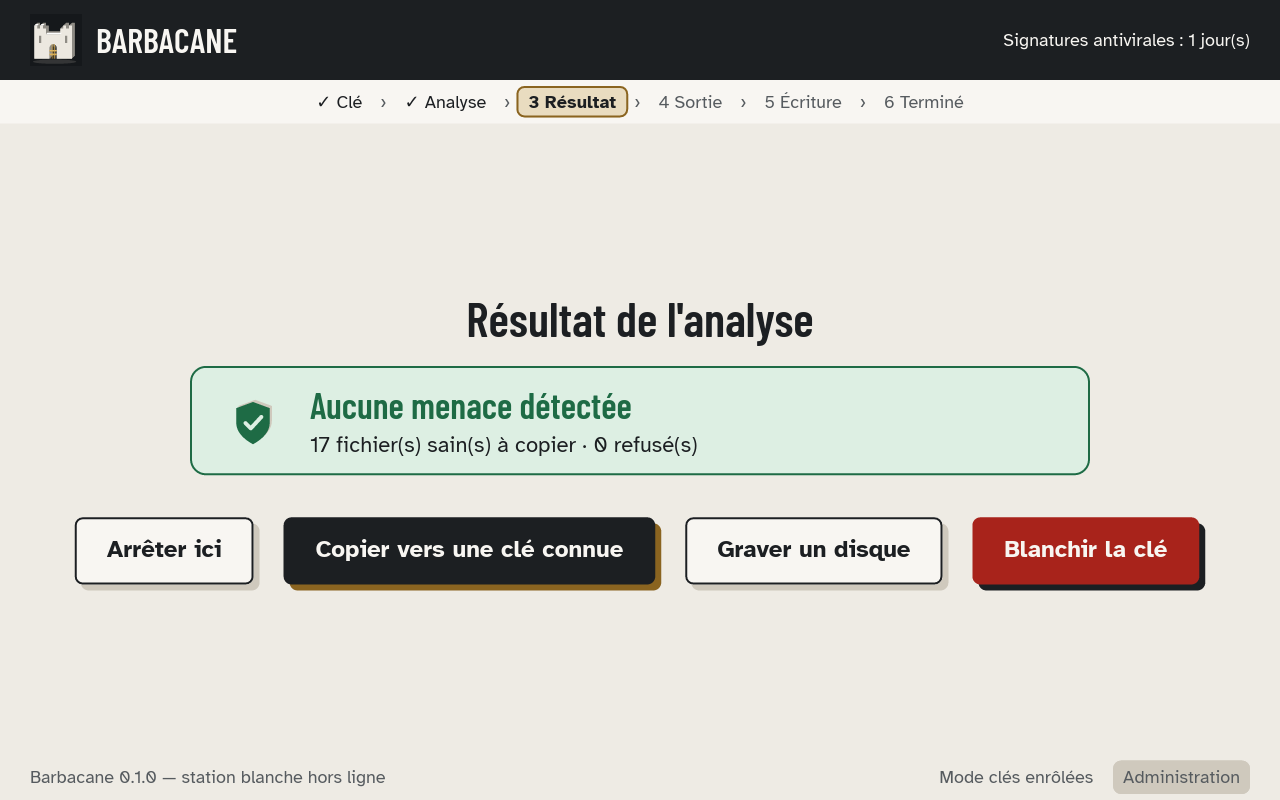 BARBACANE
Signatures antivirales : 1 jour(s)
✓ Clé › ✓ Analyse › 3 Résultat › 4 Sortie › 5 Écriture › 6 Terminé
Résultat de l'analyse
Aucune menace détectée
17 fichier(s) sain(s) à copier · 0 refusé(s)
Arrêter ici
Copier vers une clé connue
Graver un disque
Blanchir la clé
Barbacane 0.1.0 — station blanche hors ligne
Mode clés enrôlées
Administration